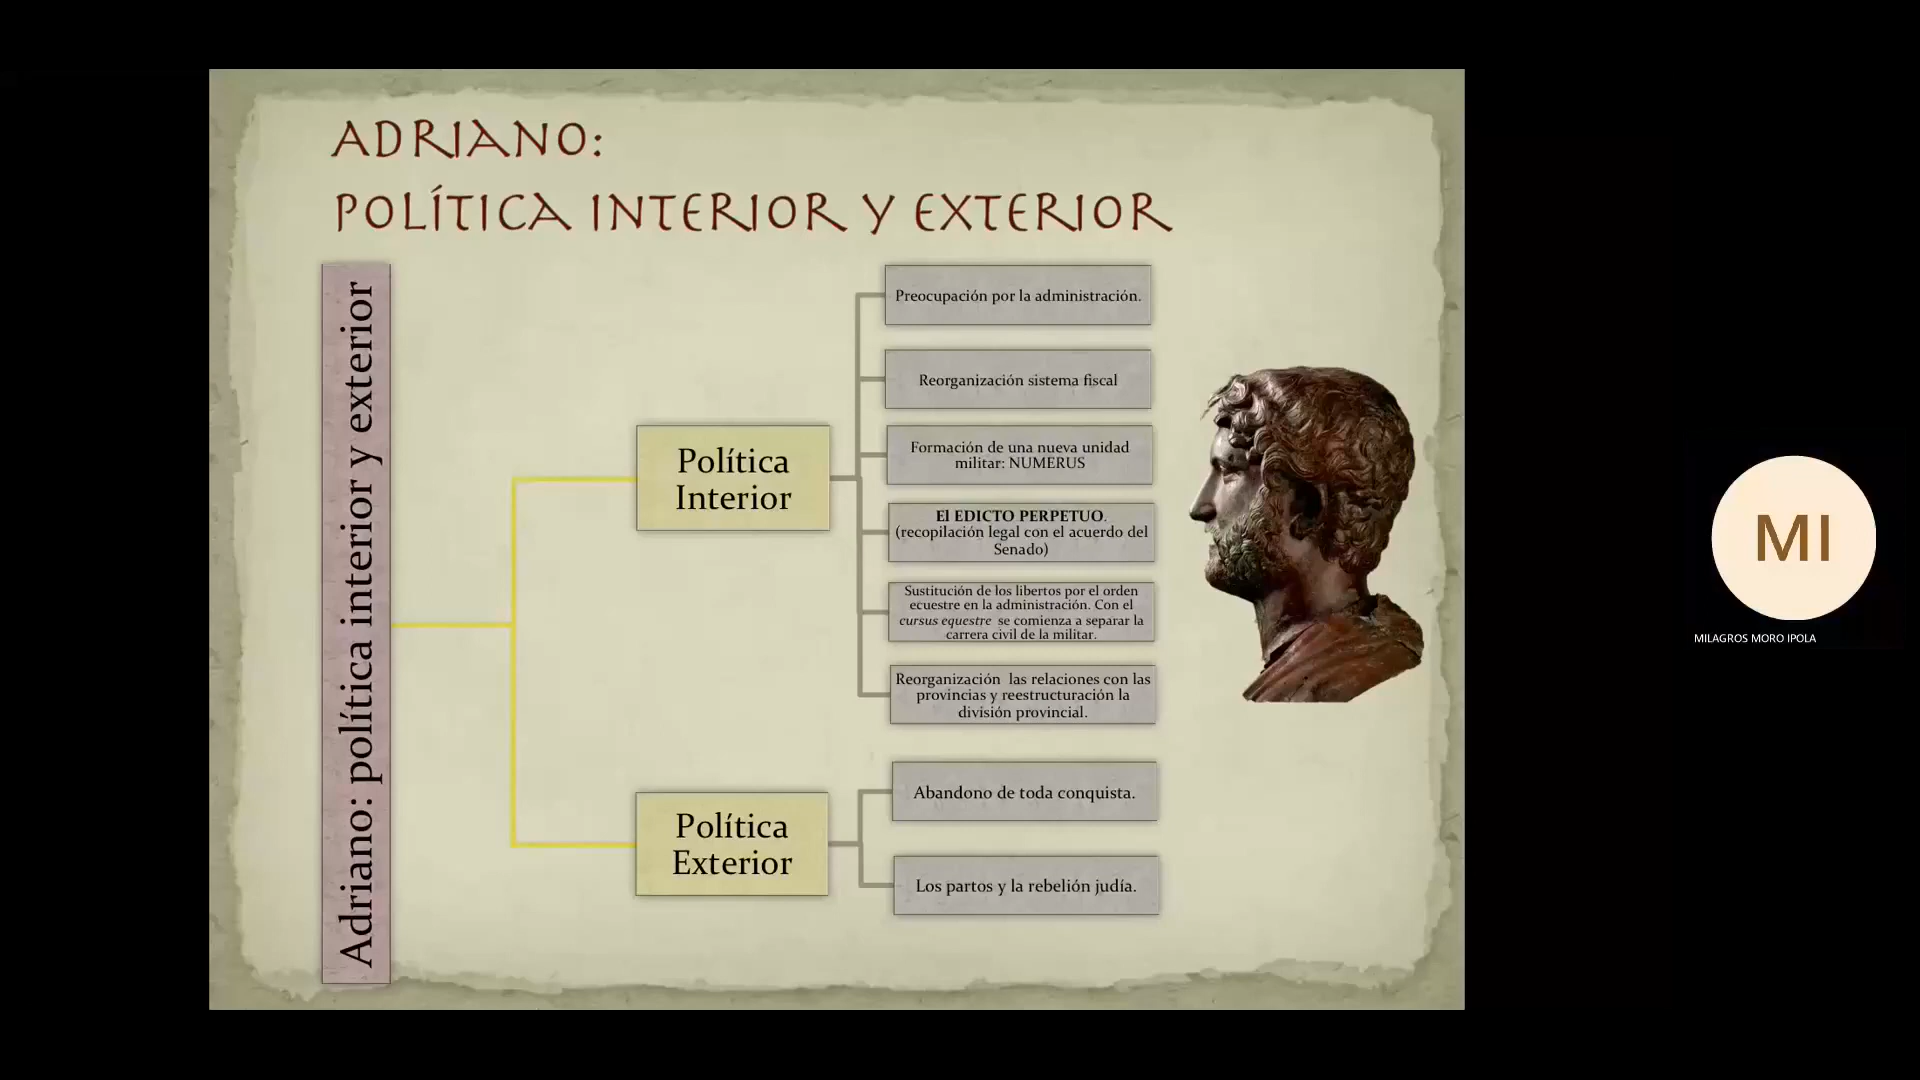 ADRIANO:
POLÍTICA INTERIOR Y EXTERIOR
Adriano: política interior y exterior
Política
Interior
Preocupación por la administración.
Reorganización sistema fiscal
Formación de una nueva unidad
militar: NUMERUS
El EDICTO PERPETUO.
(recopilación legal con el acuerdo del
Senado)
Sustitución de los libertos por el orden
ecuestre en la administración. Con el
cursus equestre se comienza a separar la
carrera civil de la militar.
Reorganización las relaciones con las
provincias y reestructuración la
división provincial.
Política
Exterior
Abandono de toda conquista.
Los partos y la rebelión judía.
MI
MILAGROS MORO IPOLA